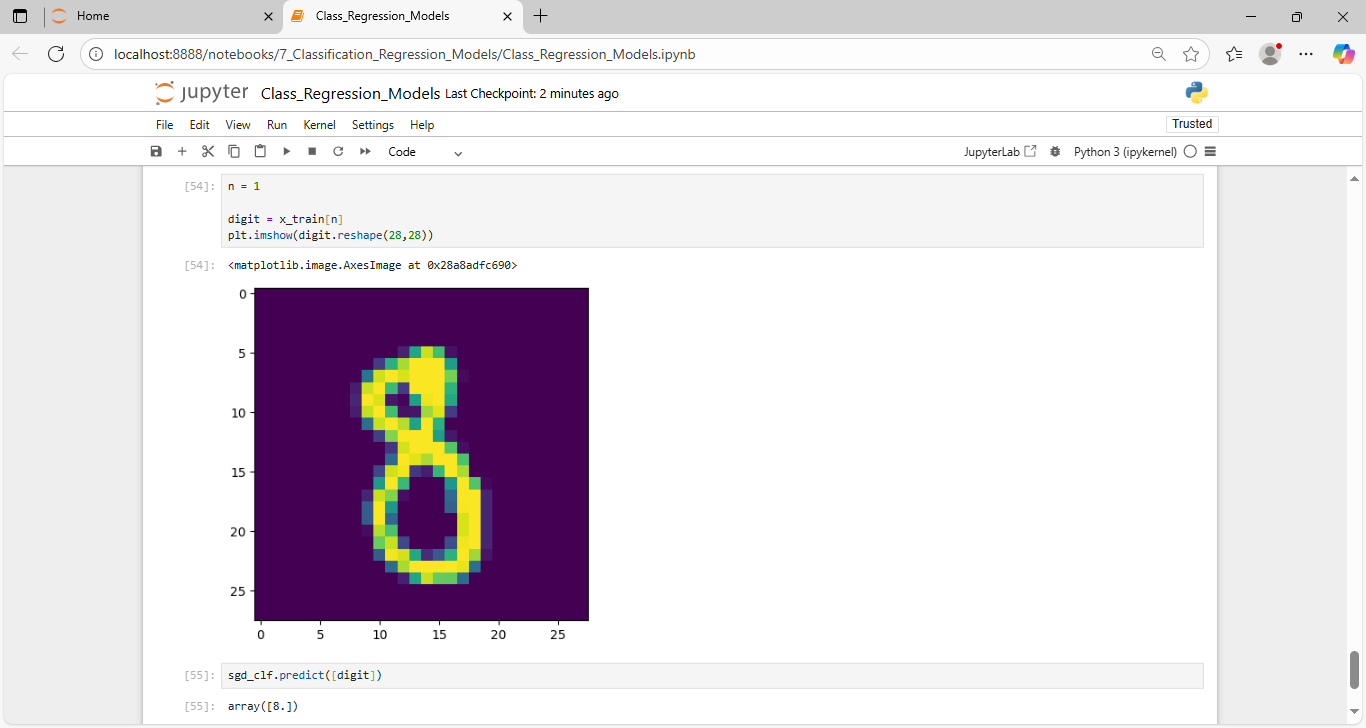 Home
Class_Regression_Models
localhost:8888/notebooks/7_Classification_Regression_Models/Class_Regression_Models.ipynb
jupyter Class_Regression_Models Last Checkpoint: 2 minutes ago
File Edit View Run Kernel Settings Help
Trusted
Code
JupyterLab
Python 3 (ipykernel)
[54]: n = 1
digit = x_train[n]
plt.imshow(digit.reshape(28,28))
[54]: <matplotlib.image.AxesImage at 0x28a8adfc690>
0
5
10
15
20
25
0 5 10 15 20 25
[55]: sgd_clf.predict([digit])
[55]: array([8.])